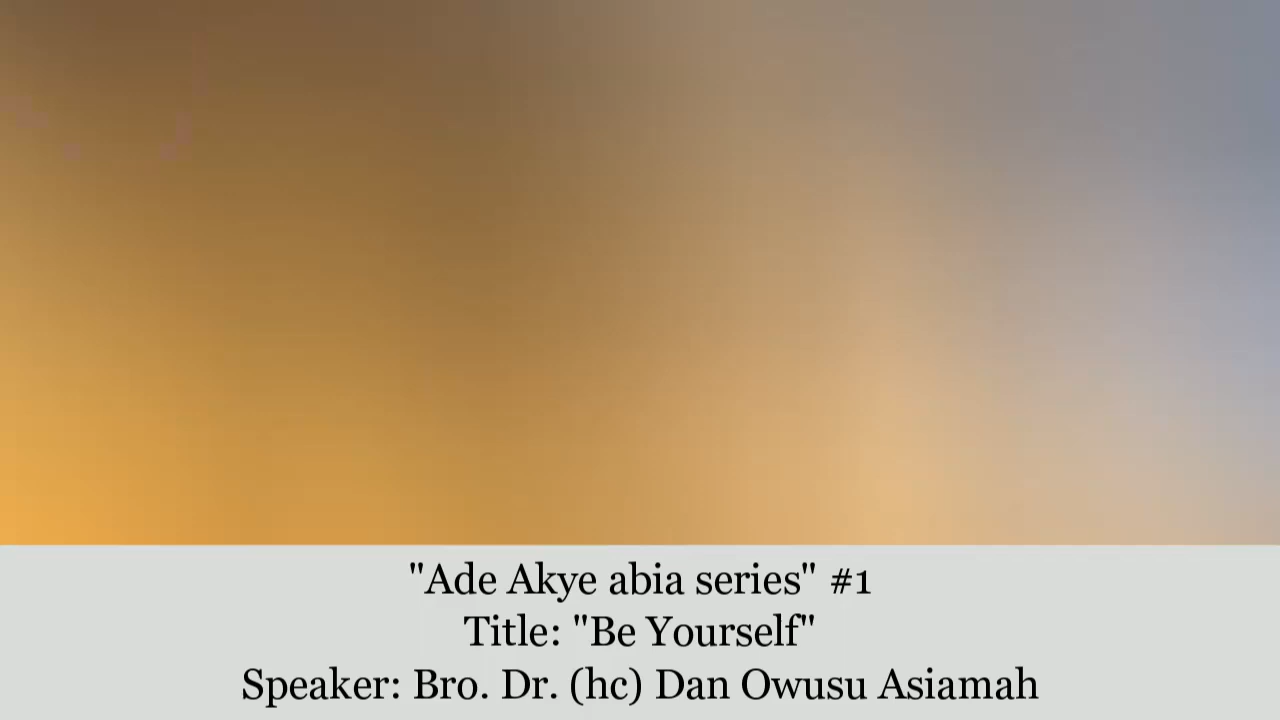 "Ade Akye abia series" #1
Title: "Be Yourself"
Speaker: Bro. Dr. (hc) Dan Owusu Asiamah